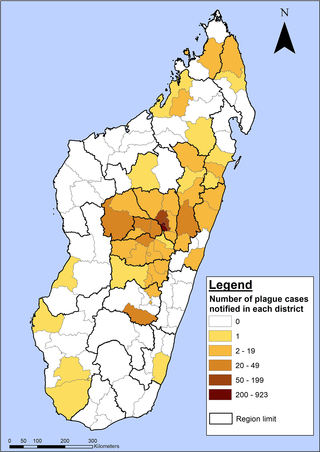 N
Legend
Number of plague cases
notified in each district
0
1
2 - 19
20 - 49
50 - 199
200 - 923
Region limit
0 50 100 200 300
Kilometers